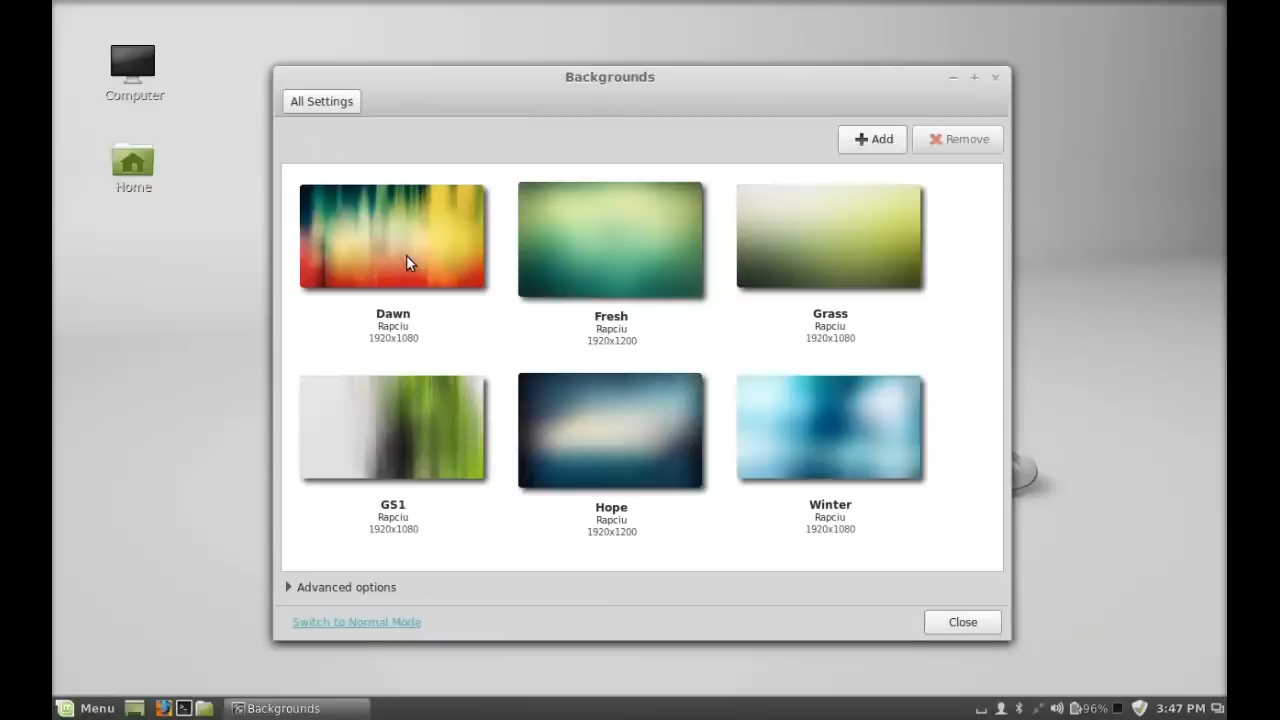 Computer
Home
Backgrounds
All Settings
Add
Remove
Dawn
Rapciu
1920x1080
Fresh
Rapciu
1920x1200
Grass
Rapciu
1920x1080
GS1
Rapciu
1920x1080
Hope
Rapciu
1920x1200
Winter
Rapciu
1920x1080
Advanced options
Switch to Normal Mode
Close
Menu
Backgrounds
96%
3:47 PM